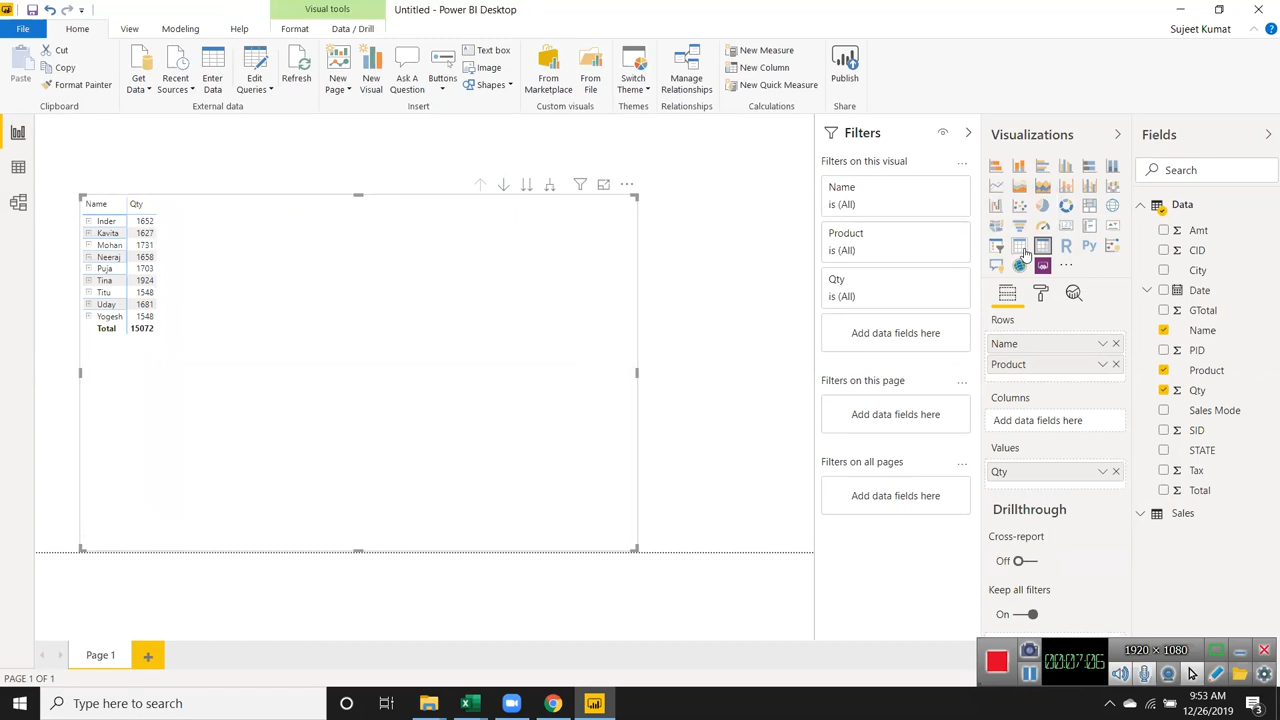 Visual tools
Untitled - Power BI Desktop
File
Home
View
Modeling
Help
Format
Data / Drill
Sujeet Kumat
Paste
Cut
Copy
Format Painter
Clipboard
Get Data
Recent Sources
Enter Data
Edit Queries
Refresh
External data
New Page
New Visual
Ask A Question
Buttons
Text box
Image
Shapes
Insert
From Marketplace
From File
Custom visuals
Switch Theme
Themes
Manage Relationships
Relationships
New Measure
New Column
New Quick Measure
Calculations
Publish
Share
Name Qty
Inder 1652
Kavita 1627
Mohan 1731
Neeraj 1658
Puja 1703
Tina 1924
Titu 1548
Uday 1681
Yogesh 1548
Total 15072
Filters
Filters on this visual
Name
is (All)
Product
is (All)
Qty
is (All)
Add data fields here
Filters on this page
Add data fields here
Filters on all pages
Add data fields here
Visualizations
R
Py
Rows
Name
Product
Columns
Add data fields here
Values
Qty
Drillthrough
Cross-report
Off
Keep all filters
On
Fields
Search
Data
Amt
CID
City
Date
GTotal
Name
PID
Product
Qty
Sales Mode
SID
STATE
Tax
Total
Sales
Page 1
PAGE 1 OF 1
00:07:06
1920 × 1080
Type here to search
9:53 AM
12/26/2019
3